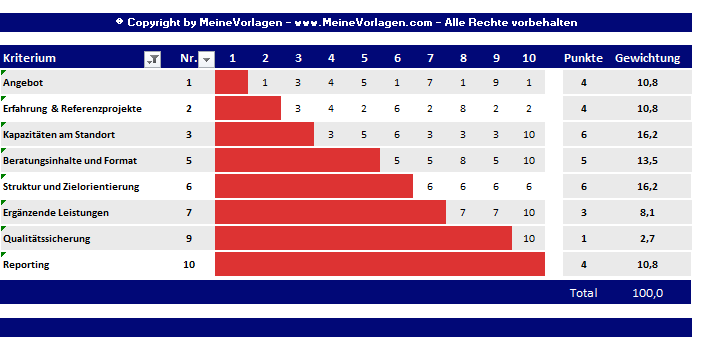 © Copyright by MeineVorlagen - www.MeineVorlagen.com - Alle Rechte vorbehalten
Kriterium Nr. 1 2 3 4 5 6 7 8 9 10 Punkte Gewichtung
Angebot 1 1 3 4 5 1 7 1 9 1 4 10,8
Erfahrung & Referenzprojekte 2 3 4 2 6 2 8 2 2 4 10,8
Kapazitäten am Standort 3 3 5 6 3 3 3 10 6 16,2
Beratungsinhalte und Format 5 5 5 8 5 10 5 13,5
Struktur und Zielorientierung 6 6 6 6 6 6 16,2
Ergänzende Leistungen 7 7 7 10 3 8,1
Qualitätssicherung 9 10 1 2,7
Reporting 10 4 10,8
Total 100,0